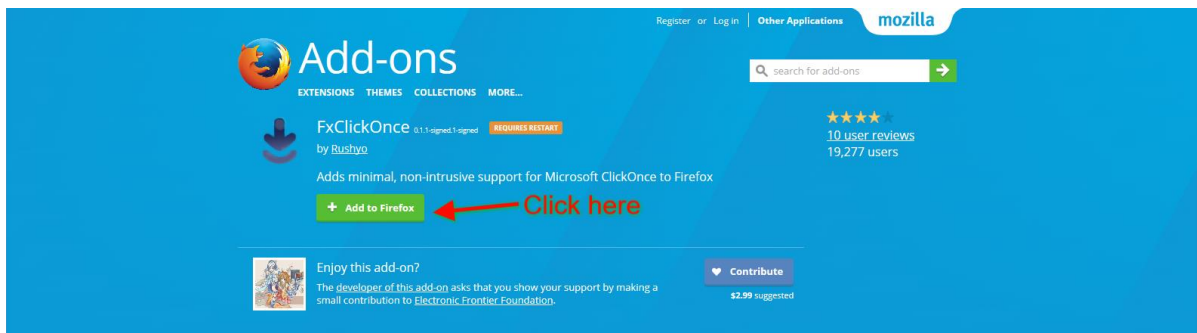 Register or Log in | Other Applications
mozilla
Add-ons
search for add-ons
EXTENSIONS THEMES COLLECTIONS MORE...
FxClickOnce 0.1.1-signed.1-signed REQUIRES RESTART
by Rushyo
10 user reviews
19,277 users
Adds minimal, non-intrusive support for Microsoft ClickOnce to Firefox
+ Add to Firefox
Click here
Enjoy this add-on?
The developer of this add-on asks that you show your support by making a
small contribution to Electronic Frontier Foundation.
Contribute
$2.99 suggested